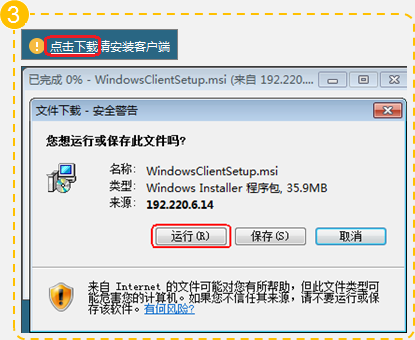 3
点击下载请安装客户端
已完成 0% - WindowsClientSetup.msi (来自 192.220....
文件下载 - 安全警告
您想运行或保存此文件吗?
名称: WindowsClientSetup.msi
类型: Windows Installer 程序包, 35.9MB
来源: 192.220.6.14
运行(R) 保存(S) 取消
来自 Internet 的文件可能对您有所帮助，但此文件类型可
能危害您的计算机。如果您不信任其来源，请不要运行或保
存该软件。有何风险?